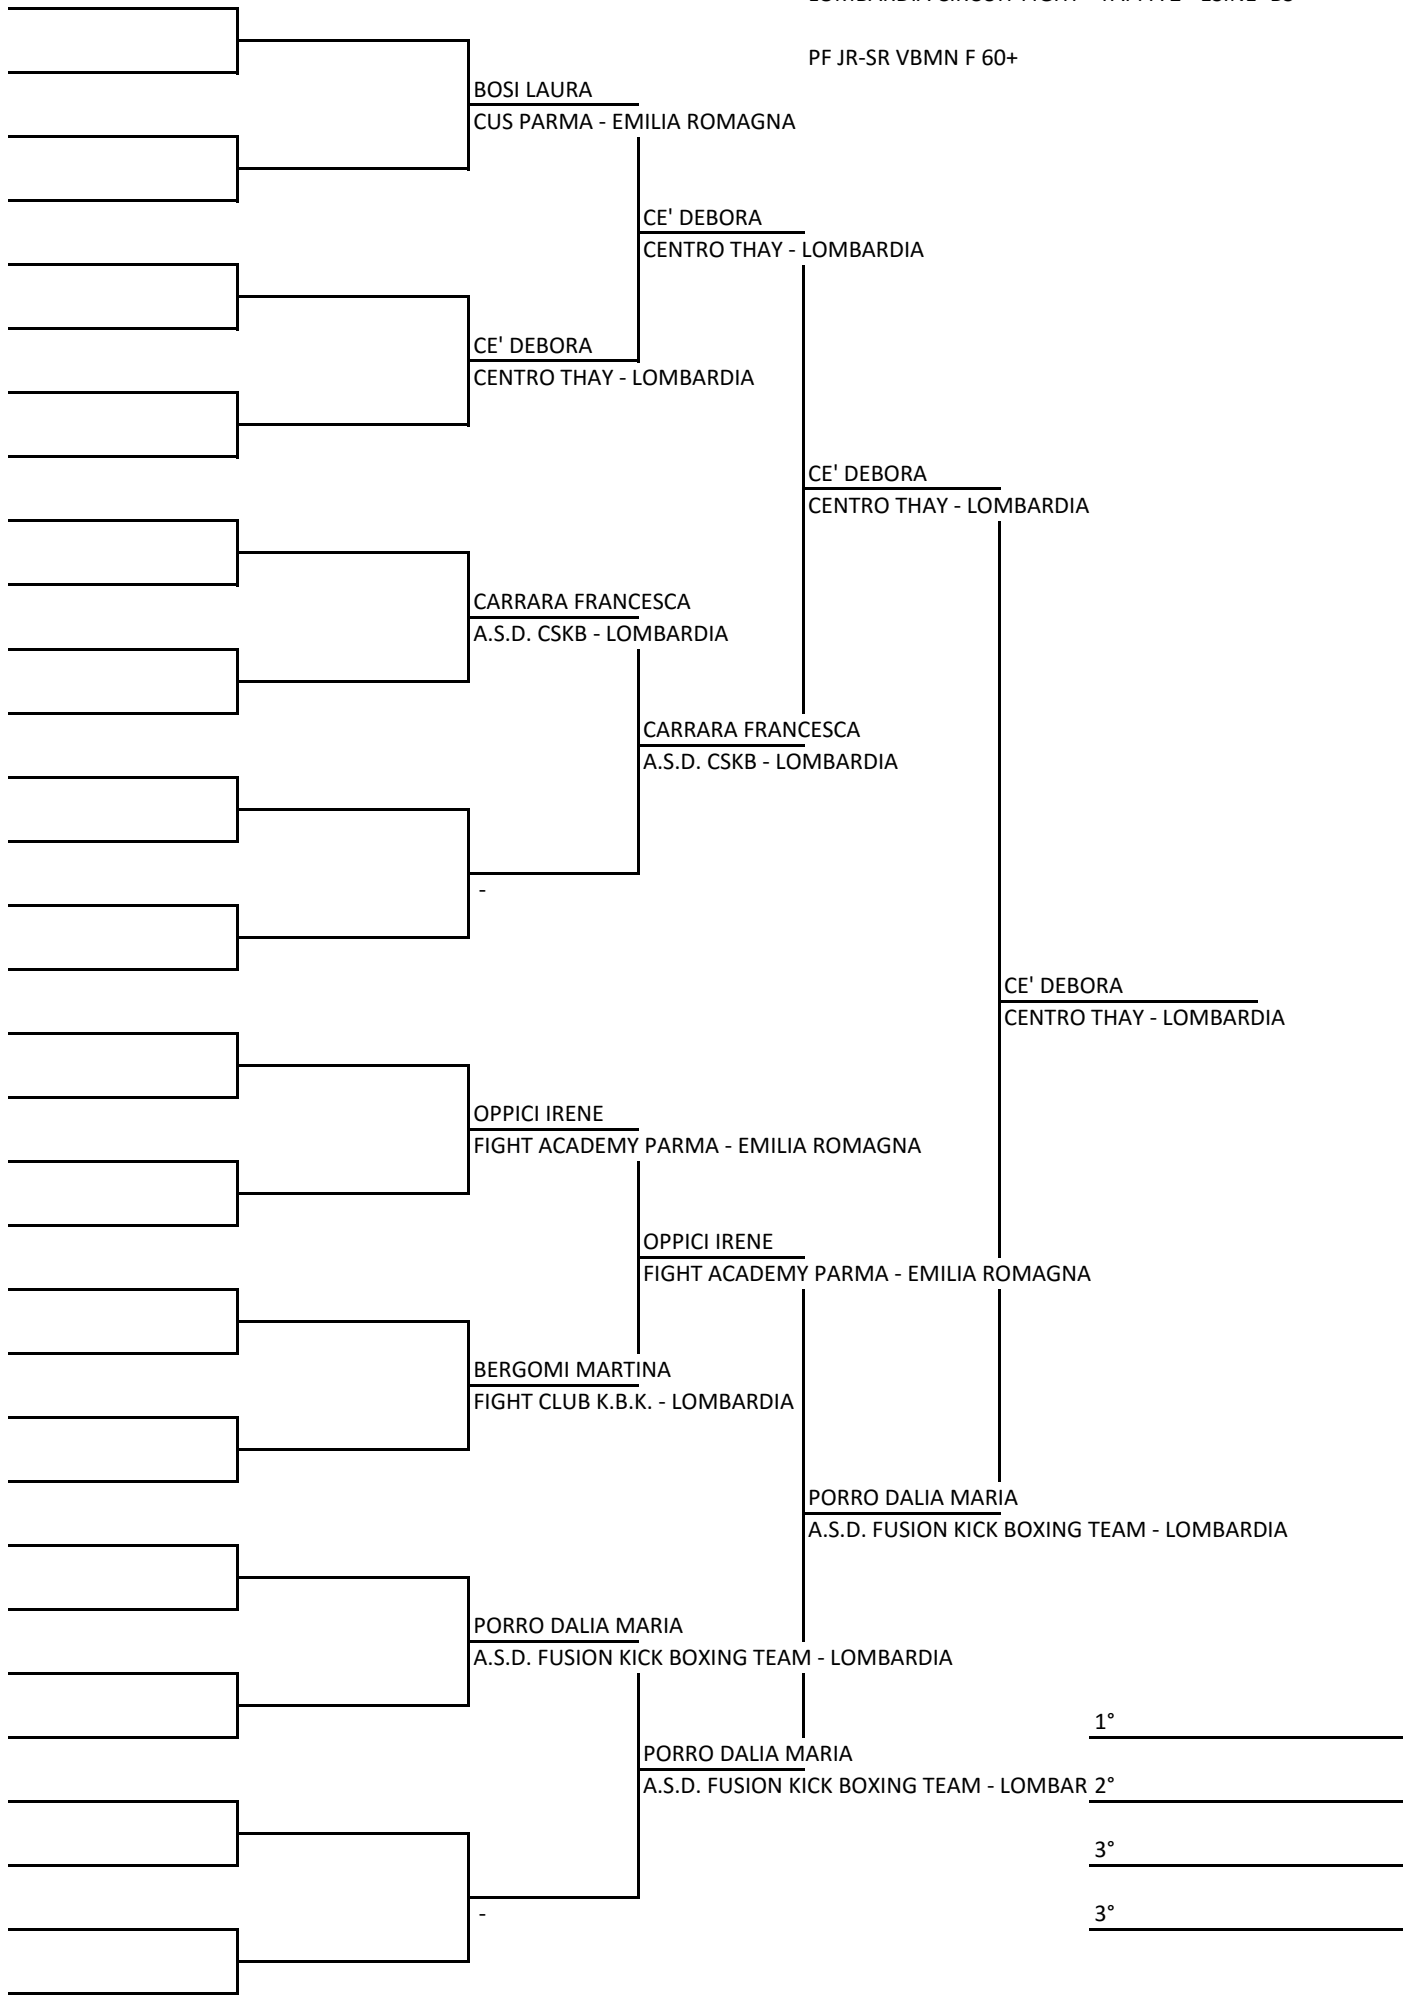 PF JR-SR VBMN F 60+
BOSI LAURA
CUS PARMA - EMILIA ROMAGNA
CE' DEBORA
CENTRO THAY - LOMBARDIA
CE' DEBORA
CENTRO THAY - LOMBARDIA
CE' DEBORA
CENTRO THAY - LOMBARDIA
CARRARA FRANCESCA
A.S.D. CSKB - LOMBARDIA
CARRARA FRANCESCA
A.S.D. CSKB - LOMBARDIA
-
CE' DEBORA
CENTRO THAY - LOMBARDIA
OPPICI IRENE
FIGHT ACADEMY PARMA - EMILIA ROMAGNA
OPPICI IRENE
FIGHT ACADEMY PARMA - EMILIA ROMAGNA
BERGOMI MARTINA
FIGHT CLUB K.B.K. - LOMBARDIA
PORRO DALIA MARIA
A.S.D. FUSION KICK BOXING TEAM - LOMBARDIA
PORRO DALIA MARIA
A.S.D. FUSION KICK BOXING TEAM - LOMBARDIA
1°
PORRO DALIA MARIA
A.S.D. FUSION KICK BOXING TEAM - LOMBAR 2°
3°
-
3°